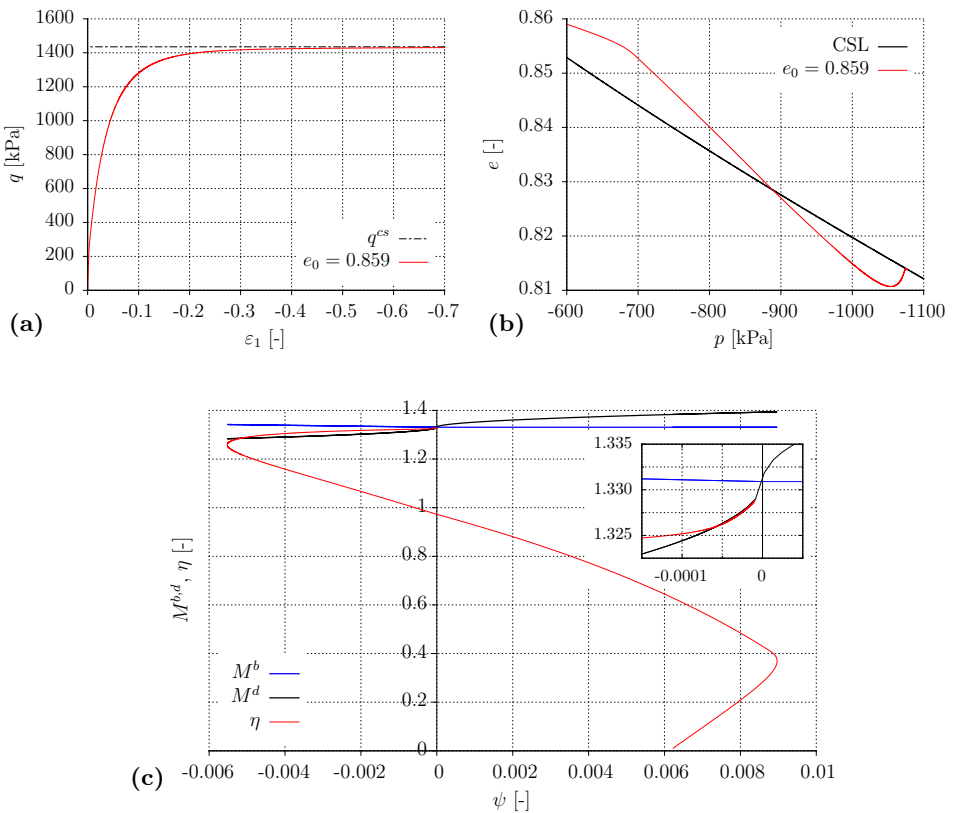 1600
1400
1200
1000
800
600
400
200
0
q [kPa]
q^{cs}
e_0 = 0.859
0 -0.1 -0.2 -0.3 -0.4 -0.5 -0.6 -0.7
ε_1 [-]
(a)
0.86
0.85
0.84
0.83
0.82
0.81
e [-]
CSL
e_0 = 0.859
-600 -700 -800 -900 -1000 -1100
p [kPa]
(b)
1.4
1.2
1
0.8
0.6
0.4
0.2
0
M^{b,d}, η [-]
1.335
1.330
1.325
-0.0001 0
M^b
M^d
η
-0.006 -0.004 -0.002 0 0.002 0.004 0.006 0.008 0.01
ψ [-]
(c)